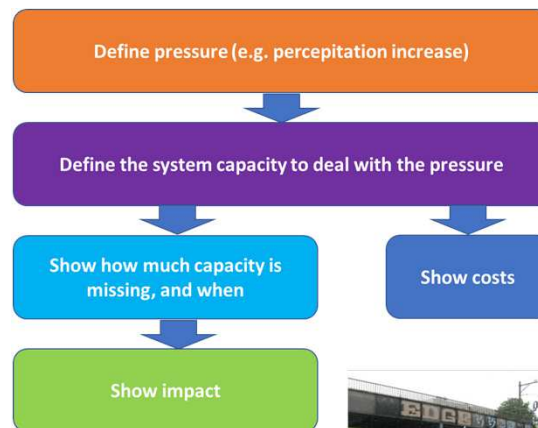 Define pressure (e.g. percepitation increase)
Define the system capacity to deal with the pressure
Show how much capacity is
missing, and when
Show costs
Show impact
EDGE